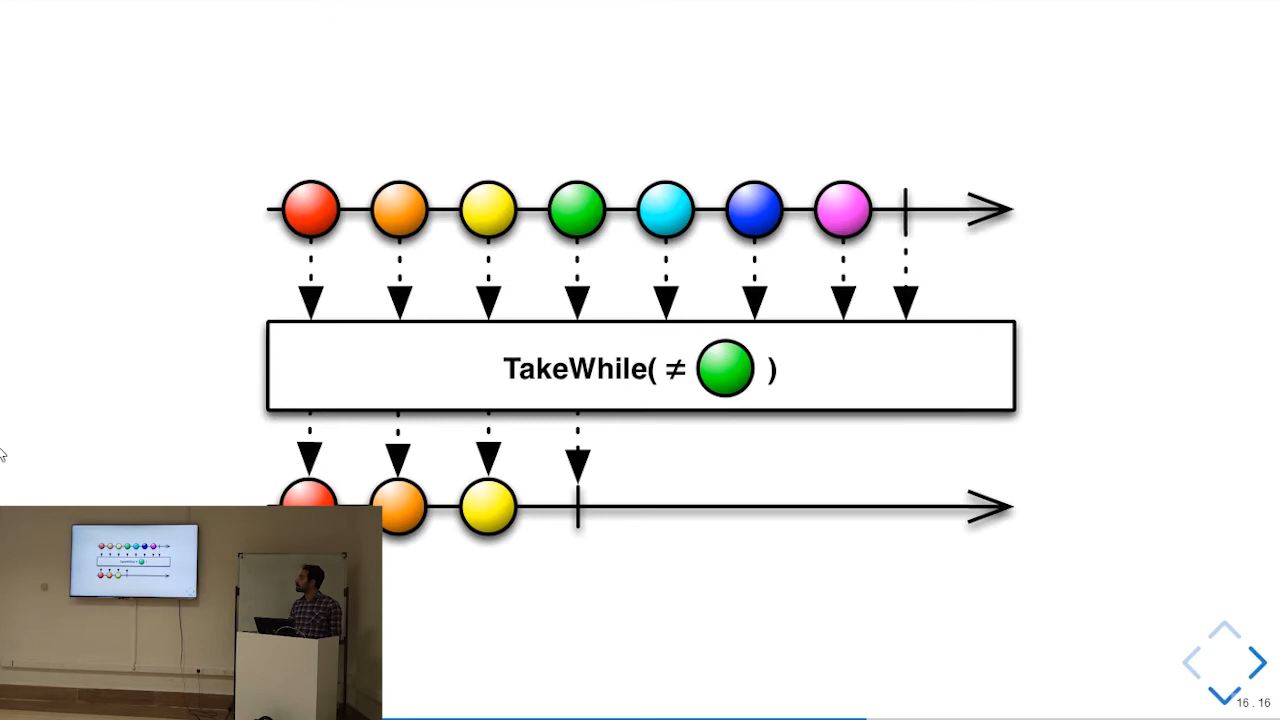 TakeWhile( ≠ )
16 . 16